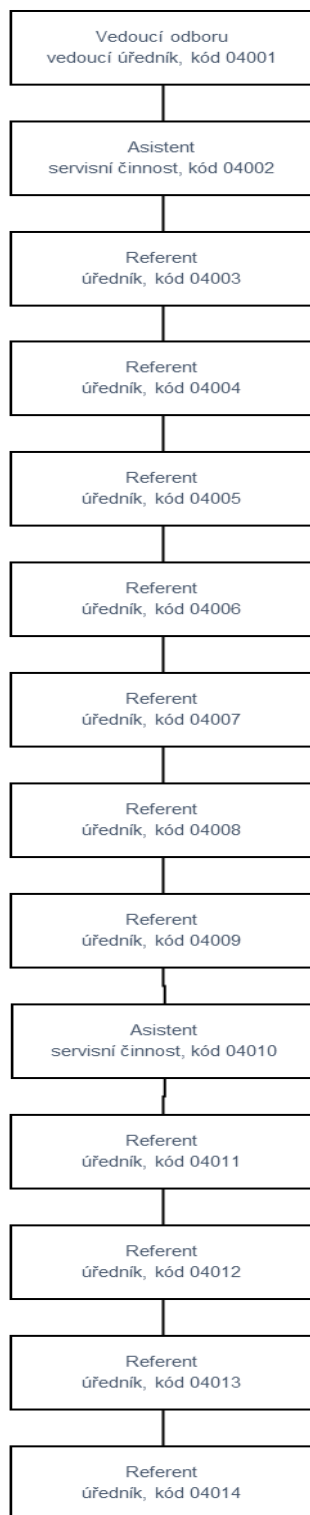 Vedoucí odboru
vedoucí úředník, kód 04001
Asistent
servisní činnost, kód 04002
Referent
úředník, kód 04003
Referent
úředník, kód 04004
Referent
úředník, kód 04005
Referent
úředník, kód 04006
Referent
úředník, kód 04007
Referent
úředník, kód 04008
Referent
úředník, kód 04009
Asistent
servisní činnost, kód 04010
Referent
úředník, kód 04011
Referent
úředník, kód 04012
Referent
úředník, kód 04013
Referent
úředník, kód 04014